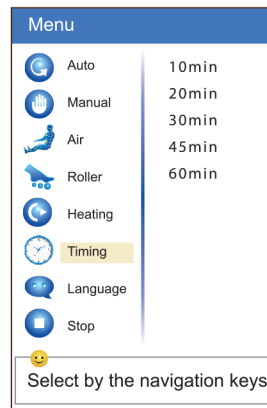 Menu
Auto
Manual
Air
Roller
Heating
Timing
Language
Stop
10min
20min
30min
45min
60min
Select by the navigation keys